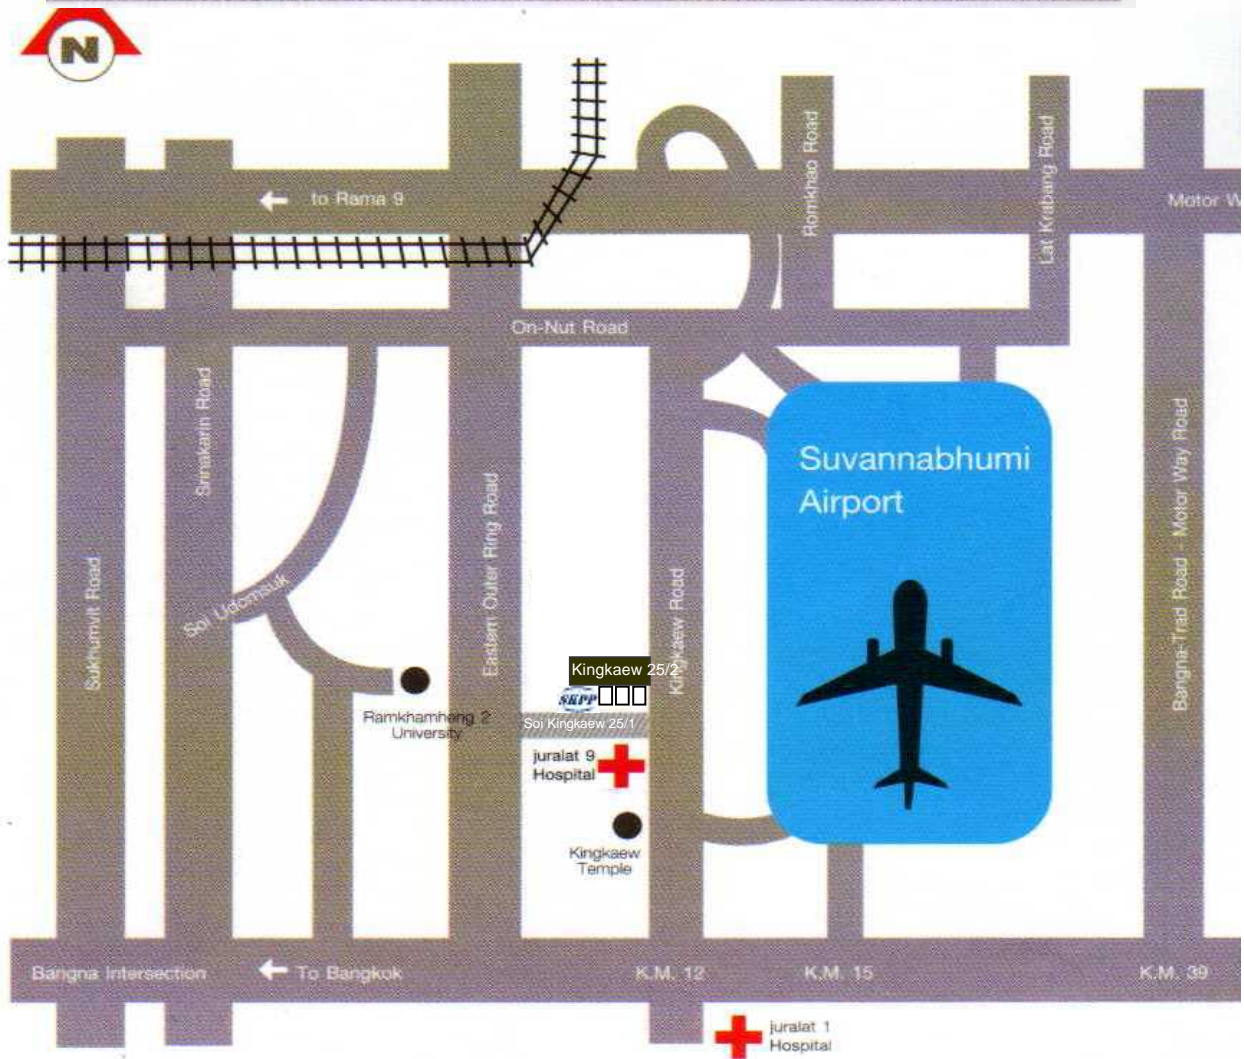 N
Romkhao Road
Lat Krabang Road
to Rama 9
Motor W
On-Nut Road
Srinakarin Road
Suvannabhumi
Airport
Bangna-Trad Road - Motor Way Road
Eastern Outer Ring Road
Sukhumvit Road
Soi Udomsuk
Kingkaew Road
Kingkaew 25/2
SKPP
Ramkhamheng 2
University
Soi Kingkaew 25/1
juralat 9
Hospital
Kingkaew
Temple
Bangna Intersection
To Bangkok
K.M. 12
K.M. 15
K.M. 39
juralat 1
Hospital